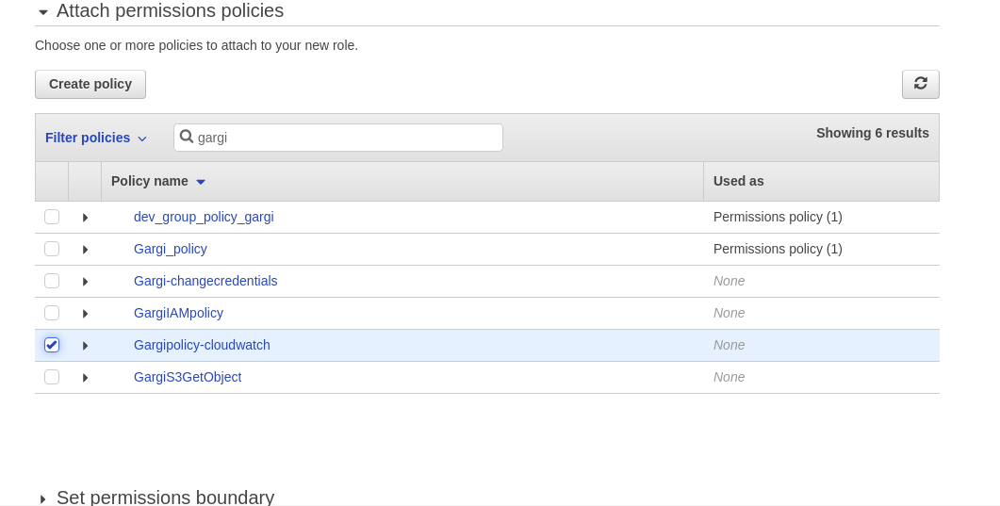 Attach permissions policies
Choose one or more policies to attach to your new role.
Create policy
Filter policies gargi Showing 6 results
Policy name Used as
dev_group_policy_gargi Permissions policy (1)
Gargi_policy Permissions policy (1)
Gargi-changecredentials None
GargiIAMpolicy None
Gargipolicy-cloudwatch None
GargiS3GetObject None
Set permissions boundary